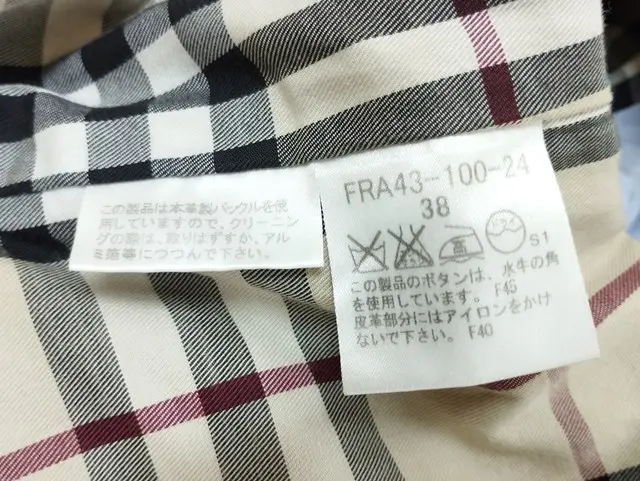 この製品は本革製バックルを使
用していますので、クリーニン
グの際は、取りはずすか、アル
ミ箔等につつんで下さい。
FRA43-100-24
38
高
S1
この製品のボタンは、水牛の角
を使用しています。 F45
皮革部分にはアイロンをかけ
ないで下さい。 F40